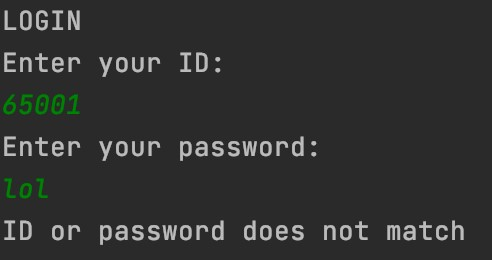 LOGIN
Enter your ID:
65001
Enter your password:
lol
ID or password does not match